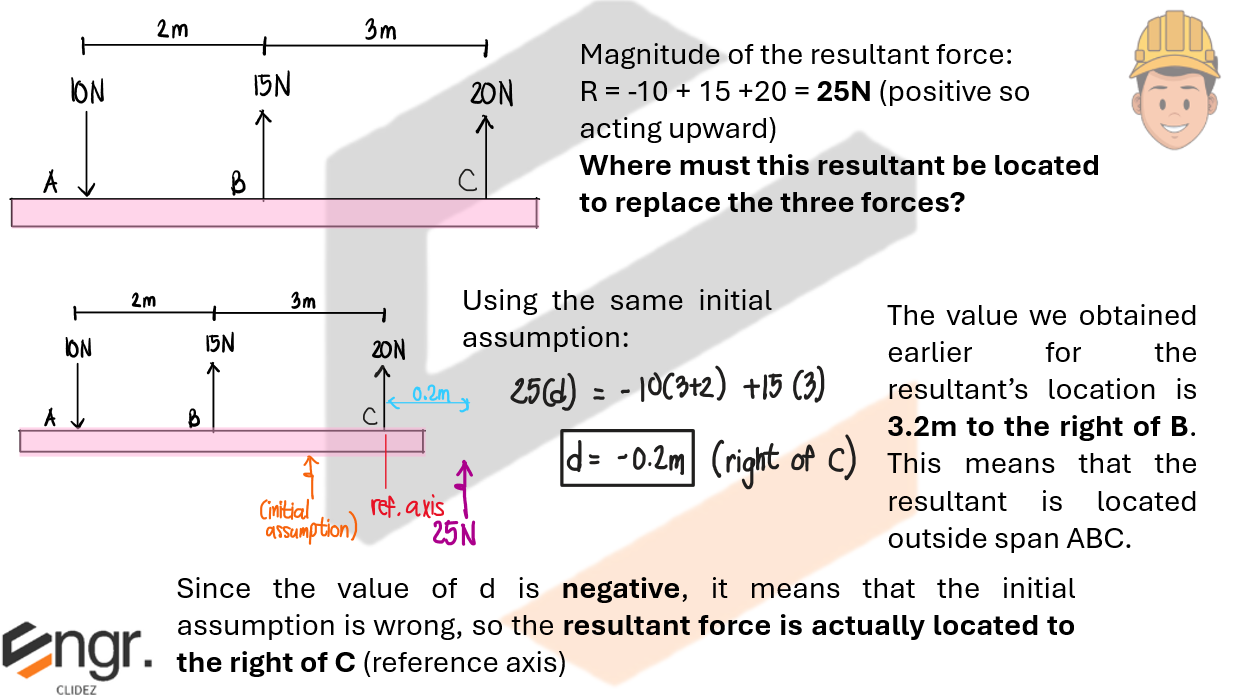 2m 3m
10N 15N 20N
A B C
Magnitude of the resultant force:
R = -10 + 15 +20 = 25N (positive so
acting upward)
Where must this resultant be located
to replace the three forces?
2m 3m
10N 15N 20N
0.2m
A B C
(initial
assumption)
ref. axis
25N
Using the same initial
assumption:
25(d) = -10(3+2) +15 (3)
d = -0.2m (right of C)
The value we obtained
earlier for the
resultant's location is
3.2m to the right of B.
This means that the
resultant is located
outside span ABC.
Since the value of d is negative, it means that the initial
assumption is wrong, so the resultant force is actually located to
the right of C (reference axis)
Engr.
CLIDEZ